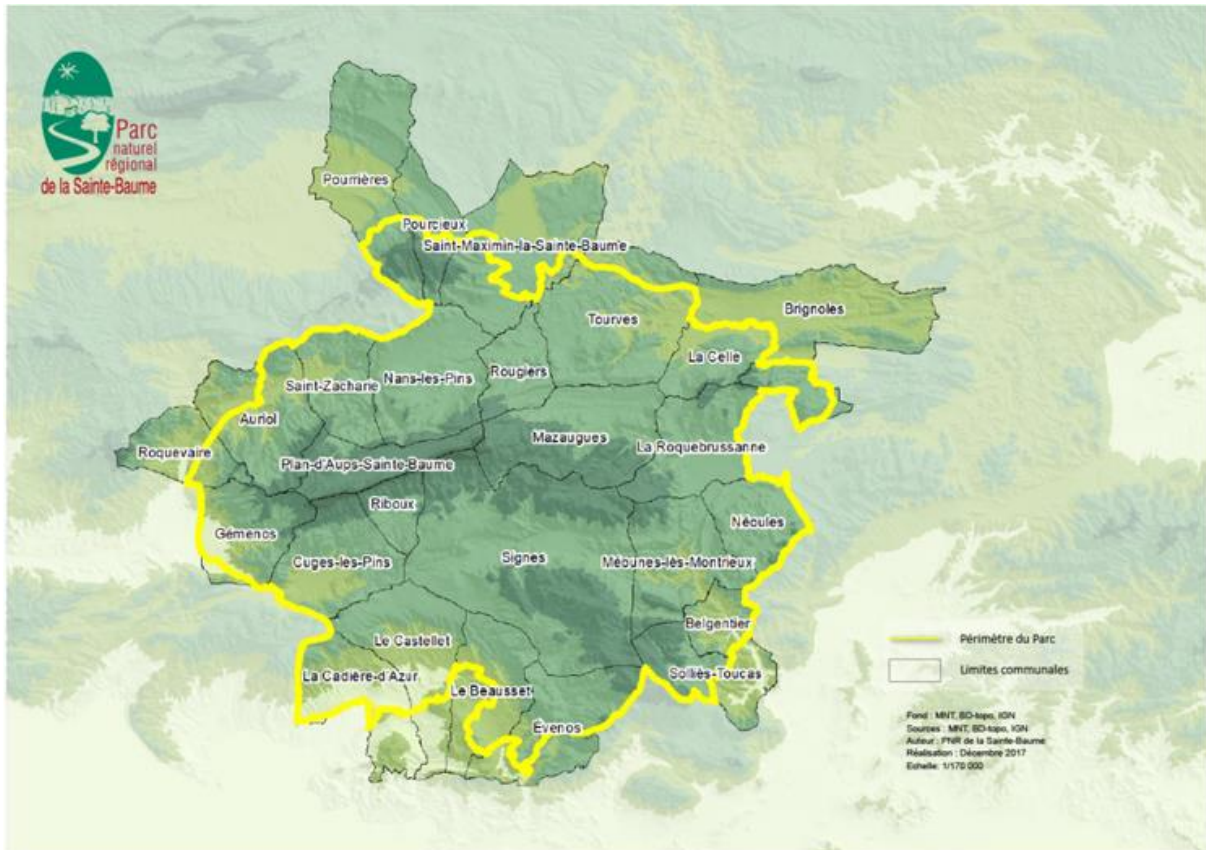 Parc
naturel
régional
de la Sainte-Baume
Pourrières
Pourcieux
Saint-Maximin-la-Sainte-Baume
Brignoles
Tourves
La Celle
Rougiers
Nans-les-Pins
Saint-Zacharie
Auriol
Mazaugues
La Roquebrussanne
Roquevaire
Plan-d'Aups-Sainte-Baume
Riboux
Néoules
Gémenos
Signes
Cuges-les-Pins
Méounes-lès-Montrieux
Belgentier
Le Castellet
La Cadière-d'Azur
Solliès-Toucas
Le Beausset
Évenos
Périmètre du Parc
Limites communales
Fond : MNT, BD-topo, IGN
Sources : MNT, BD-topo, IGN
Auteur : PNR de la Sainte-Baume
Réalisation : Décembre 2017
Echelle: 1/170 000